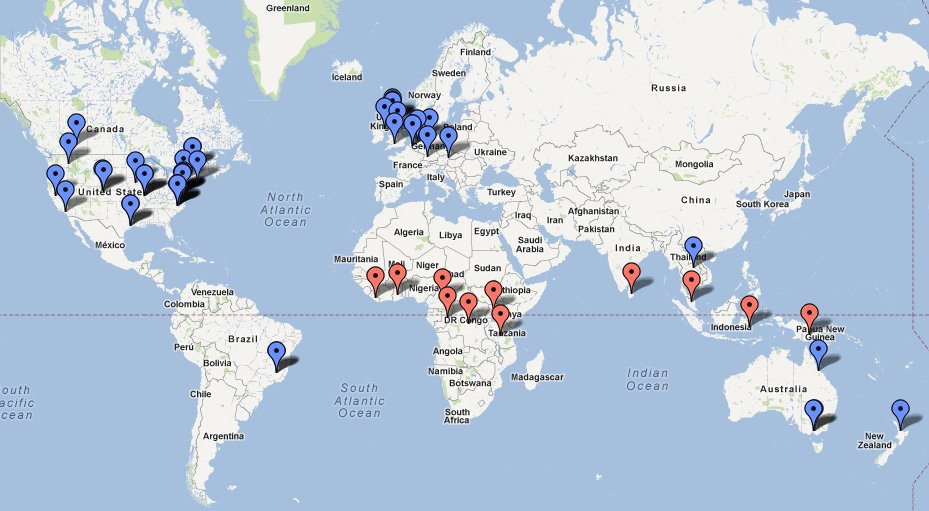 Greenland
Iceland
Finland
Sweden
Norway
Russia
Canada
Poland
Ukraine
Kazakhstan
Mongolia
France
Italy
Spain
Turkey
United States
North
Atlantic
Ocean
China
Japan
South Korea
Afghanistan
Iraq
Iran
Pakistan
Algeria
Libya
Egypt
Saudi
Arabia
India
México
Mauritania
Mali
Niger
Sudan
Nigeria
Thailand
Venezuela
Colombia
DR Congo
Tanzania
Indonesia
Papua New
Guinea
Perú
Brazil
Bolivia
Angola
Namibia
Botswana
Madagascar
Indian
Ocean
Australia
Chile
South
Atlantic
Ocean
South
Africa
Argentina
New
Zealand